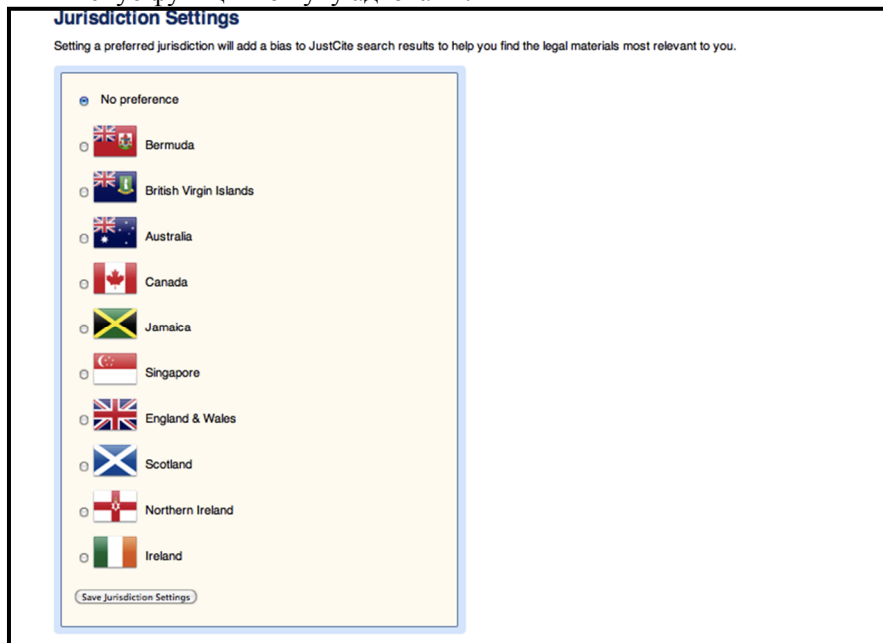 Jurisdiction Settings
Setting a preferred jurisdiction will add a bias to JustCite search results to help you find the legal materials most relevant to you.
No preference
Bermuda
British Virgin Islands
Australia
Canada
Jamaica
Singapore
England & Wales
Scotland
Northern Ireland
Ireland
Save Jurisdiction Settings